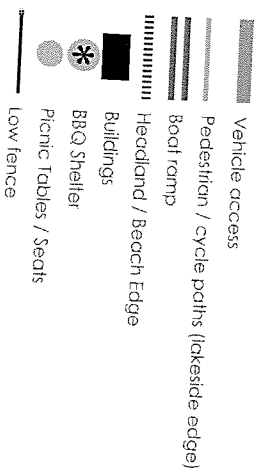 Vehicle access
Pedestrian / cycle paths (lakeside edge)
Boat ramp
Headland / Beach Edge
Buildings
BBQ Shelter
Picnic Tables / Seats
Low fence